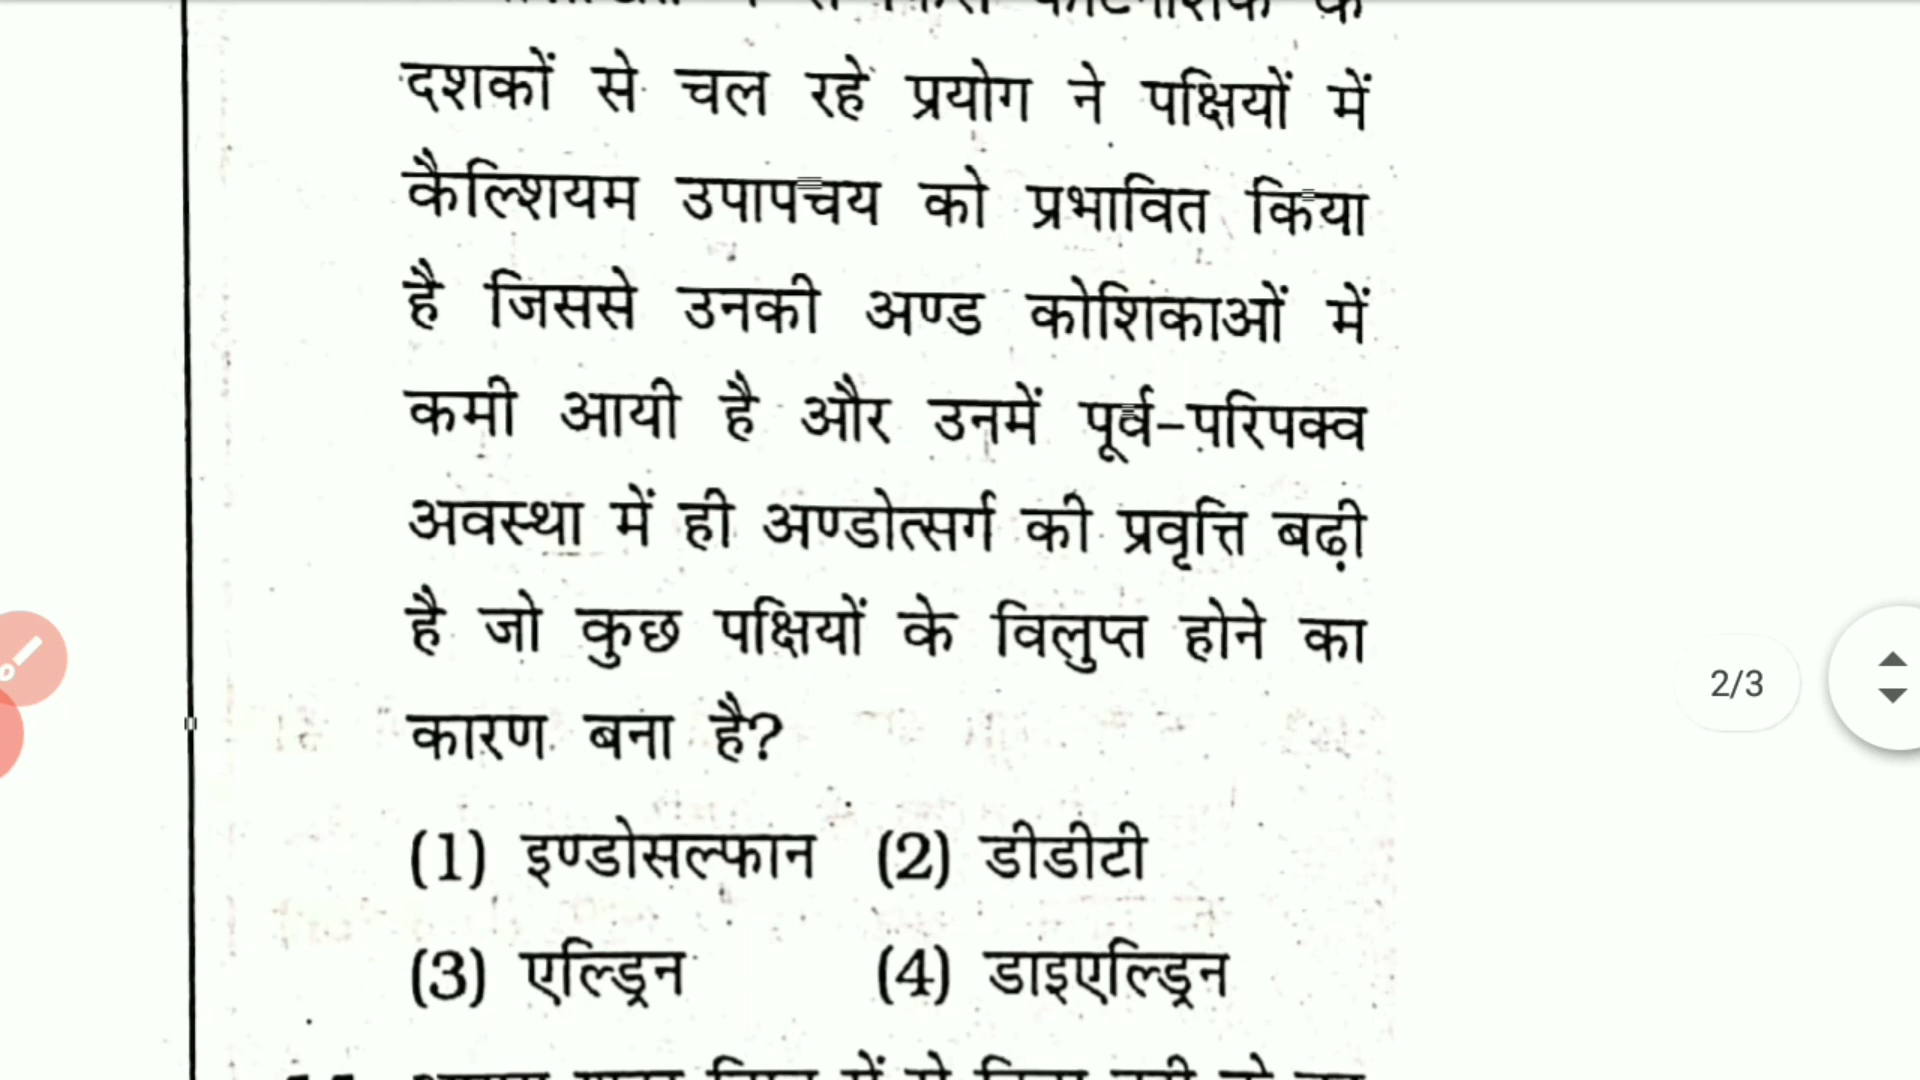 दशकों से चल रहे प्रयोग ने पक्षियों में
कैल्शियम उपापचय को प्रभावित किया
है जिससे उनकी अण्ड कोशिकाओं में
कमी आयी है और उनमें पूर्व-परिपक्व
अवस्था में ही अण्डोत्सर्ग की प्रवृत्ति बढ़ी
है जो कुछ पक्षियों के विलुप्त होने का
कारण बना है?
2/3
(1) इण्डोसल्फान (2) डीडीटी
(3) एल्ड्रिन (4) डाइएल्ड्रिन